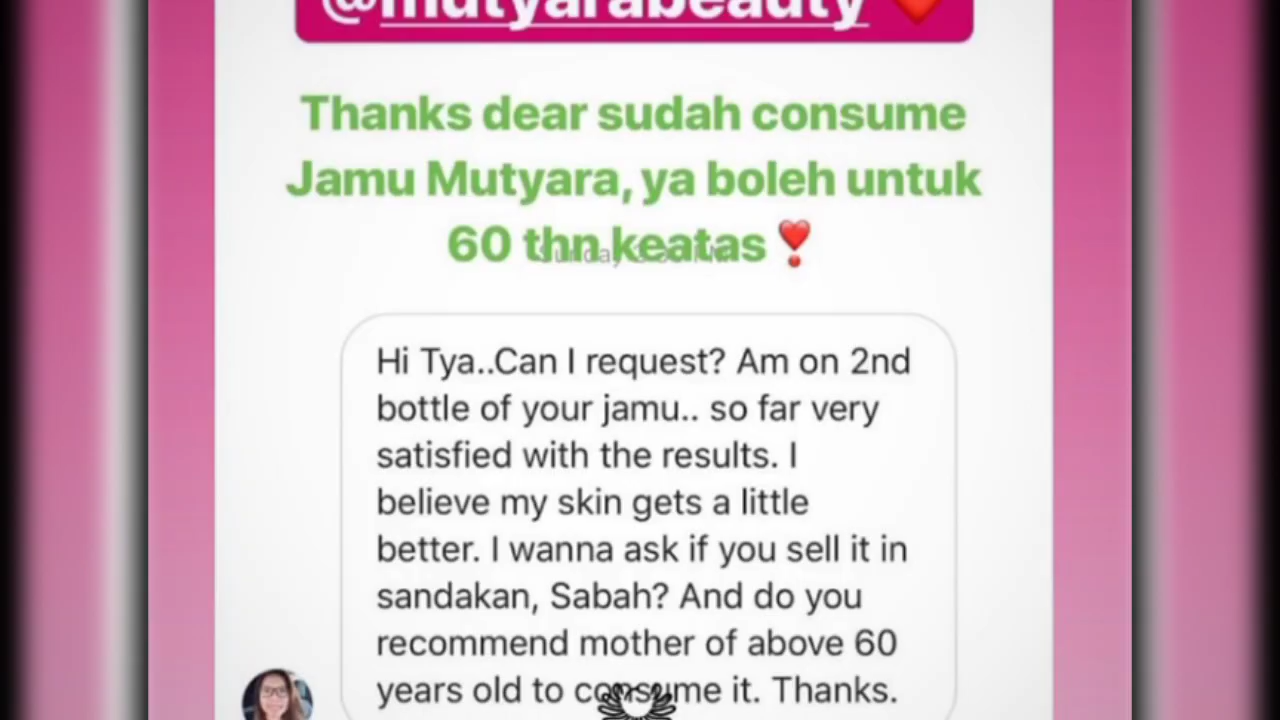 @mutyarabeauty ❤️
Thanks dear sudah consume
Jamu Mutyara, ya boleh untuk
60 thn keatas❣️
Hi Tya..Can I request? Am on 2nd
bottle of your jamu.. so far very
satisfied with the results. I
believe my skin gets a little
better. I wanna ask if you sell it in
sandakan, Sabah? And do you
recommend mother of above 60
years old to consume it. Thanks.